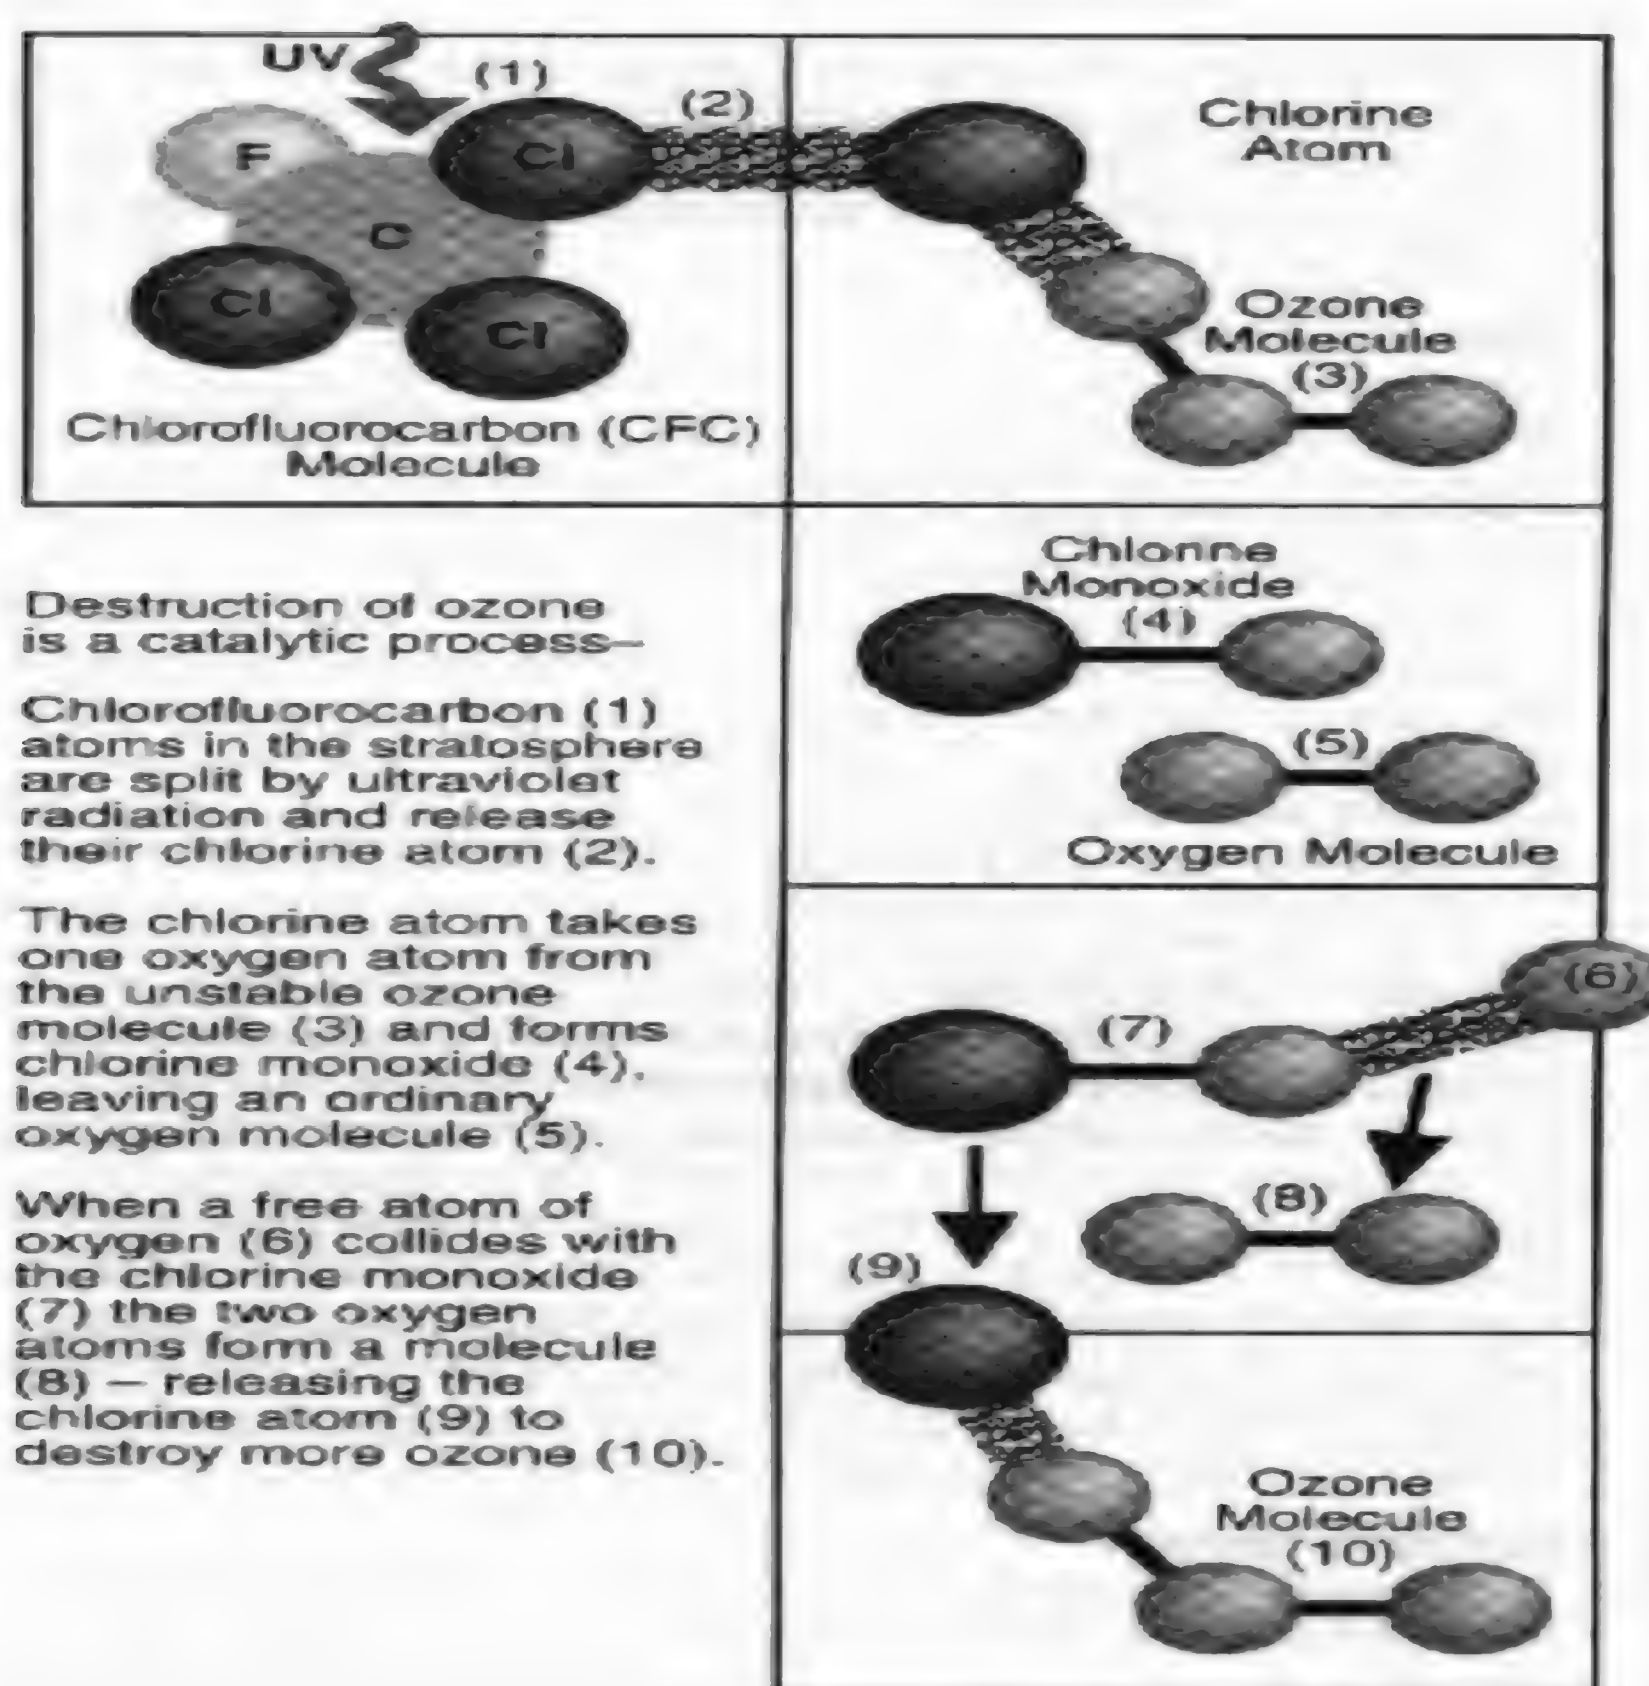 UV
(1)
(2)
F
Cl
C
Cl
Cl
Chlorofluorocarbon (CFC)
Molecule
Chlorine
Atom
Ozone
Molecule
(3)
Chlorine
Monoxide
(4)
(5)
Oxygen Molecule
Destruction of ozone
is a catalytic process—
Chlorofluorocarbon (1)
atoms in the stratosphere
are split by ultraviolet
radiation and release
their chlorine atom (2).
The chlorine atom takes
one oxygen atom from
the unstable ozone
molecule (3) and forms
chlorine monoxide (4),
leaving an ordinary
oxygen molecule (5).
When a free atom of
oxygen (6) collides with
the chlorine monoxide
(7) the two oxygen
atoms form a molecule
(8) — releasing the
chlorine atom (9) to
destroy more ozone (10).
(6)
(7)
(8)
(9)
Ozone
Molecule
(10)